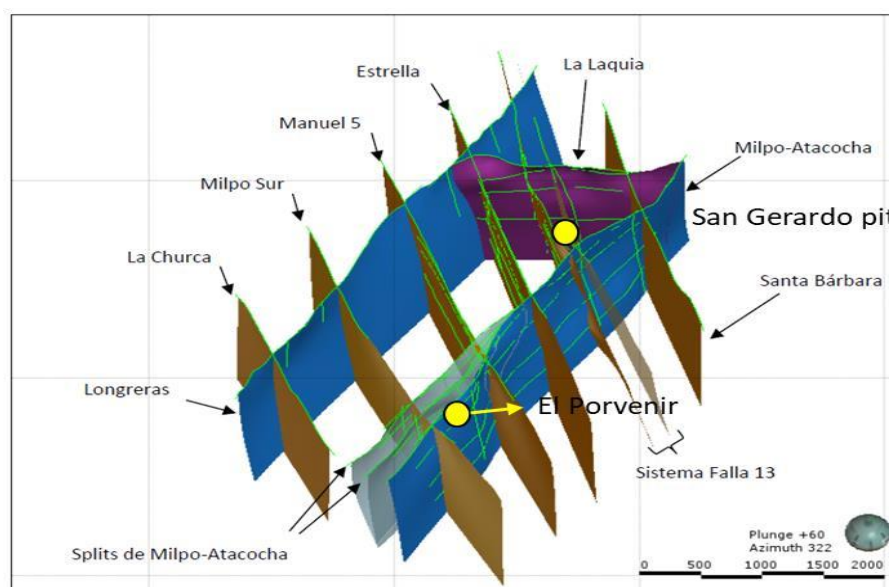 La Laquia
Estrella
Manuel 5
Milpo-Atacocha
Milpo Sur
San Gerardo pit
La Churca
Santa Bárbara
Longreras
El Porvenir
Sistema Falla 13
Splits de Milpo-Atacocha
Plunge +60
Azimuth 322
0 500 1000 1500 2000